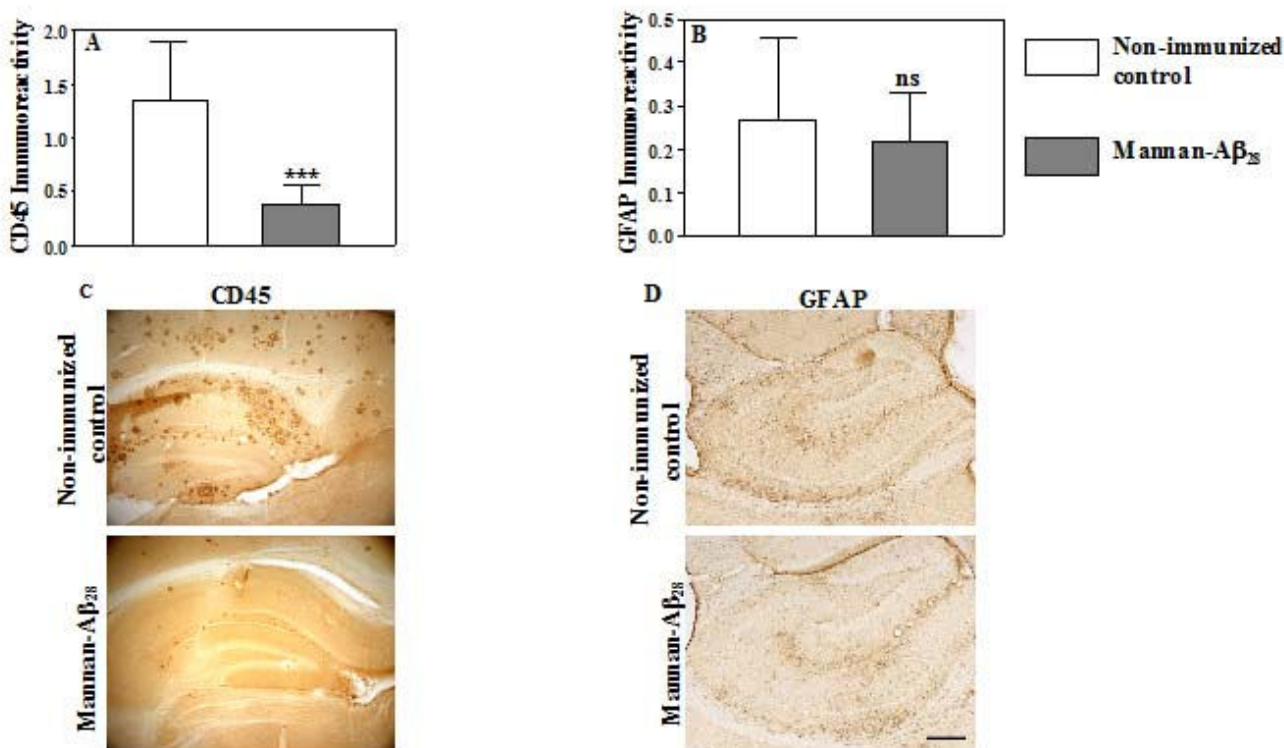 A
CD45 Immunoreactivity
2.0
1.5
1.0
0.5
0.0
***
B
GFAP Immunoreactivity
0.5
0.4
0.3
0.2
0.1
0.0
ns
Non-immunized
control
Mannan-Aβ₂₈
C
CD45
Non-immunized
control
Mannan-Aβ₂₈
D
GFAP
Non-immunized
control
Mannan-Aβ₂₈